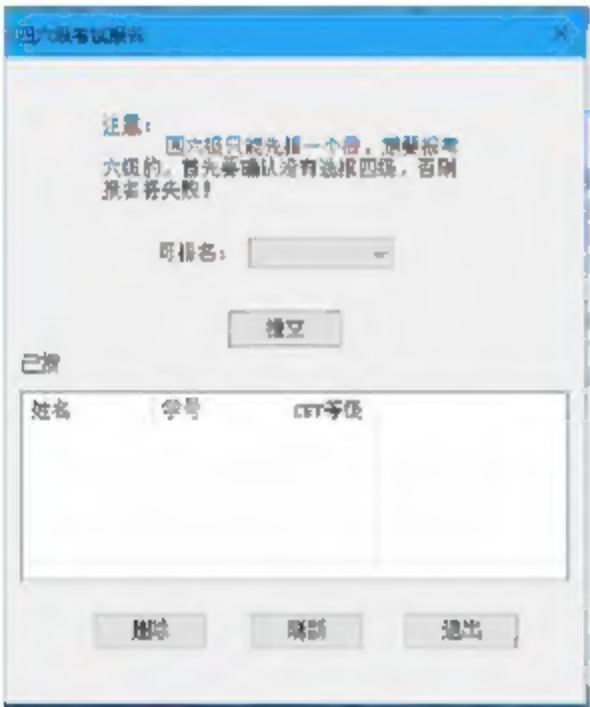 四六级考试报名
注意：
四六级只能先报一个级，想要报考
六级的，首先要确认没有选报四级，否则
报名将失败！
可报名：
提交
已报
姓名 学号 CET等级
删除 刷新 退出